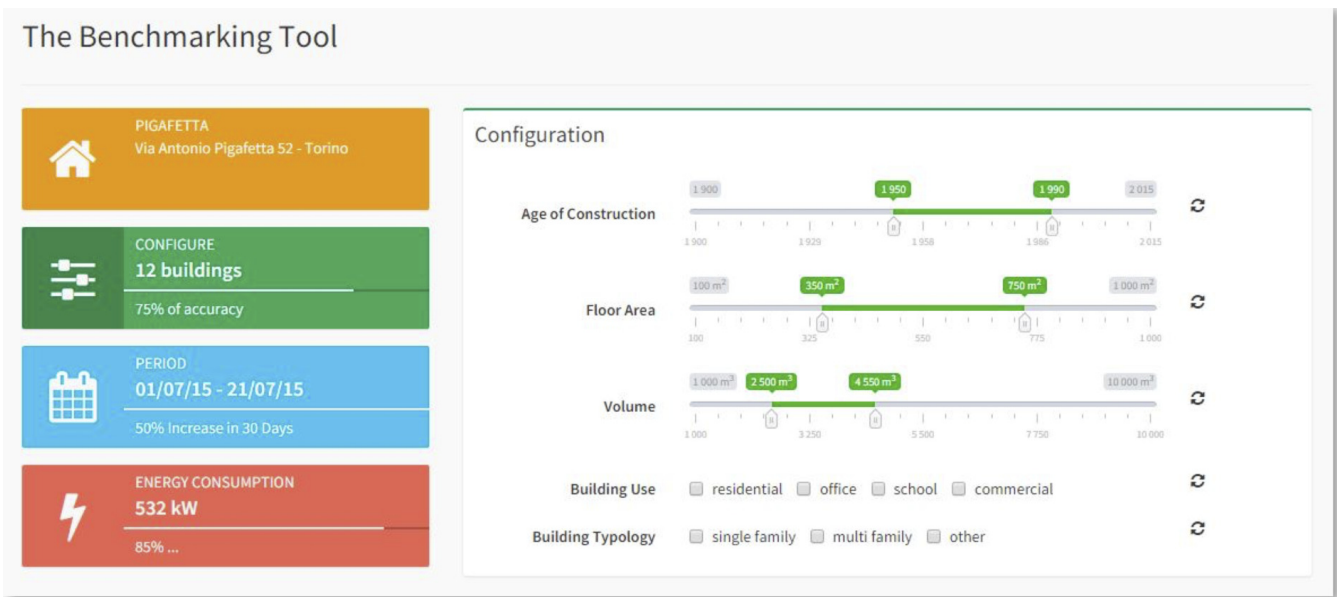 The Benchmarking Tool
PIGAFETTA
Via Antonio Pigafetta 52 - Torino
CONFIGURE
12 buildings
75% of accuracy
PERIOD
01/07/15 - 21/07/15
50% Increase in 30 Days
ENERGY CONSUMPTION
532 kW
85% ...
Configuration
Age of Construction
1 900 1 950 1 990 2 015
1 900 1 929 1 958 1 986 2 015
Floor Area
100 m² 350 m² 750 m² 1 000 m²
100 325 550 775 1 000
Volume
1 000 m³ 2 500 m³ 4 550 m³ 10 000 m³
1 000 3 250 5 500 7 750 10 000
Building Use residential office school commercial
Building Typology single family multi family other